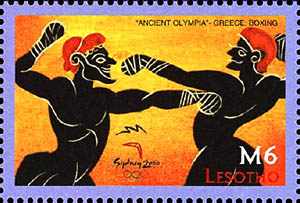 "ANCIENT OLYMPIA" - GREECE: BOXING
Sydney 2000
M6
LESOTHO